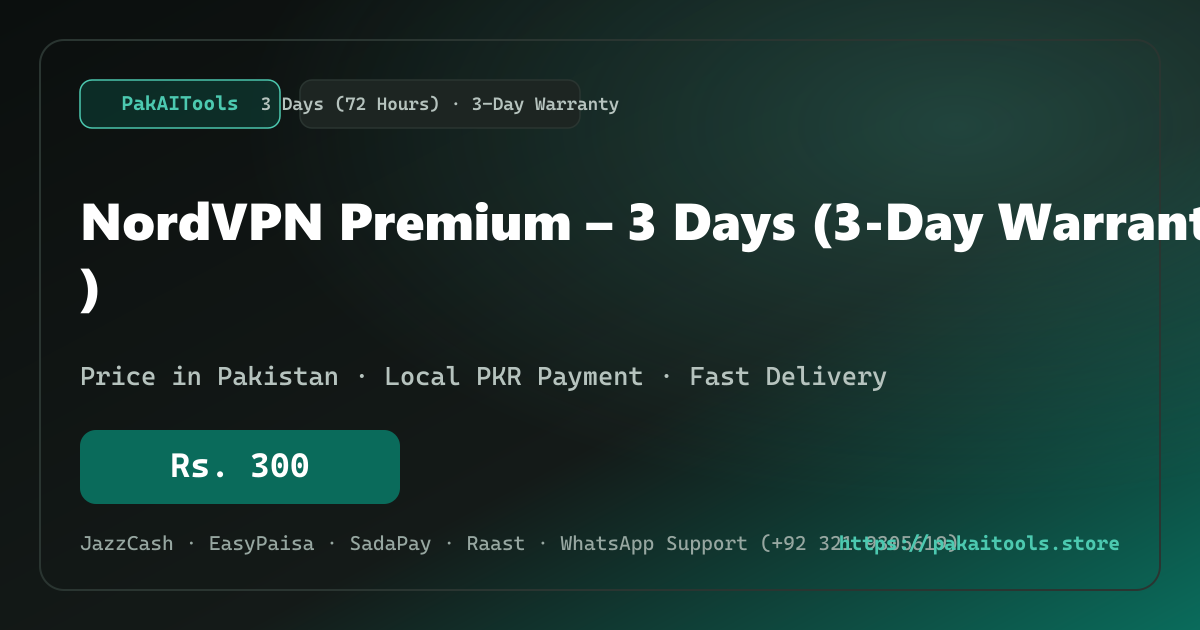 PakAITools 3 Days (72 Hours) · 3-Day Warranty
NordVPN Premium – 3 Days (3-Day Warrant
)
Price in Pakistan · Local PKR Payment · Fast Delivery
Rs. 300
JazzCash · EasyPaisa · SadaPay · Raast · WhatsApp Support (+92 321 https://pakaitools.store